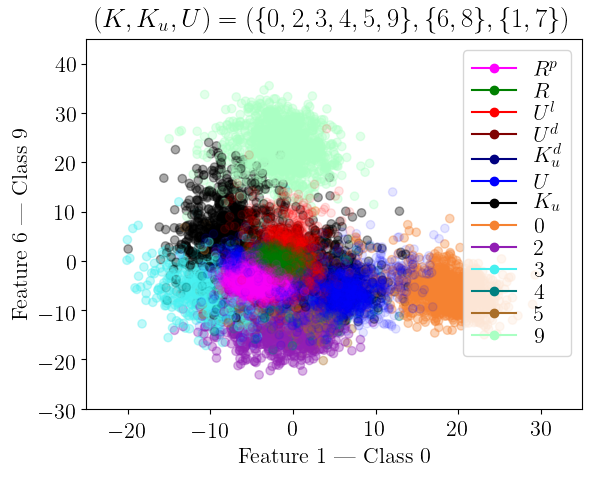 (K, K_u, U) = ({0, 2, 3, 4, 5, 9}, {6, 8}, {1, 7})
40
30
20
10
0
−10
−20
−30
Feature 6 — Class 9
R^p
R
U^l
U^d
K_u^d
U
K_u
0
2
3
4
5
9
−20
−10
0
10
20
30
Feature 1 — Class 0